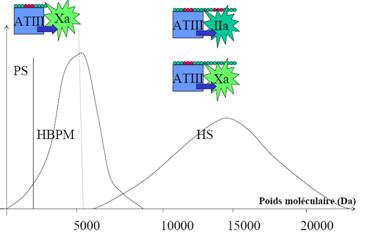 ATIII Xa
ATIII IIa
ATIII Xa
PS
HBPM
HS
Poids moléculaire (Da)
5000 10000 15000 20000